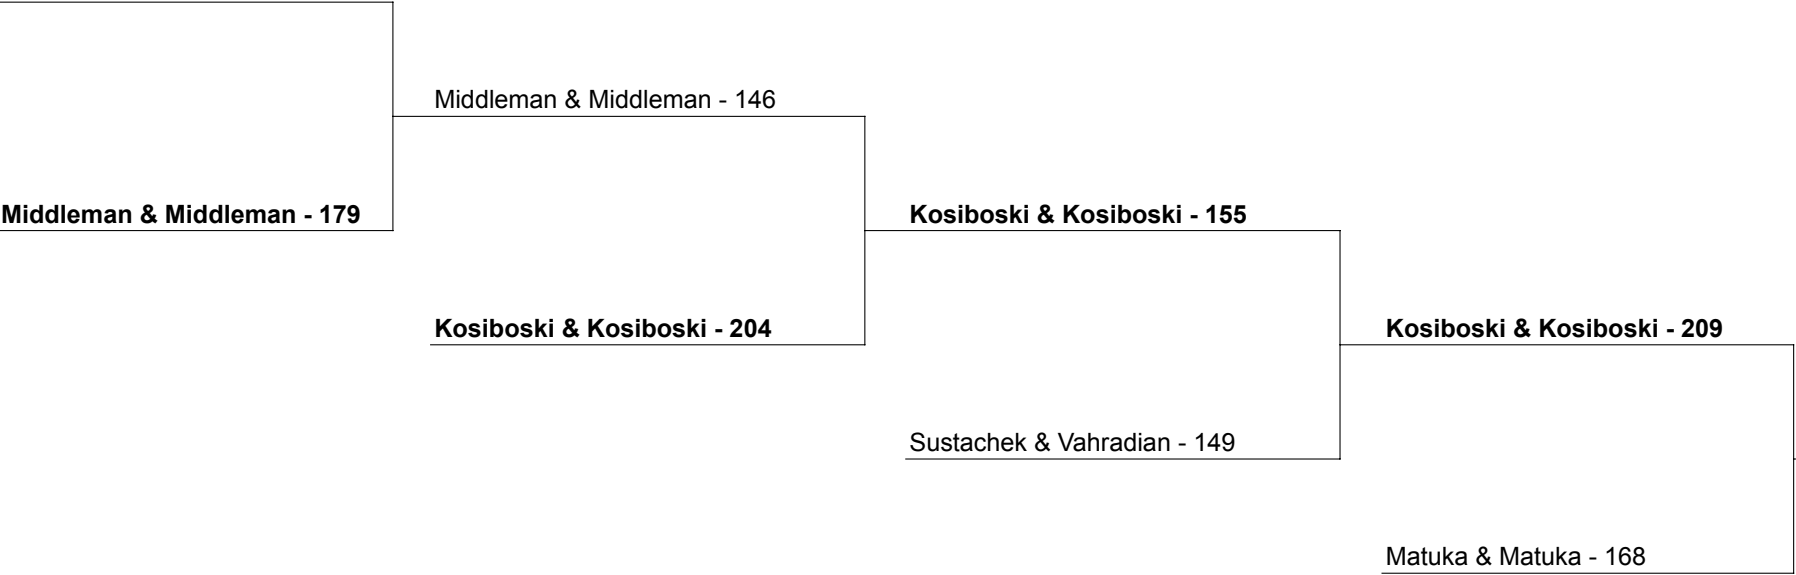 Middleman & Middleman - 146
Middleman & Middleman - 179
Kosiboski & Kosiboski - 155
Kosiboski & Kosiboski - 204
Kosiboski & Kosiboski - 209
Sustachek & Vahradian - 149
Matuka & Matuka - 168